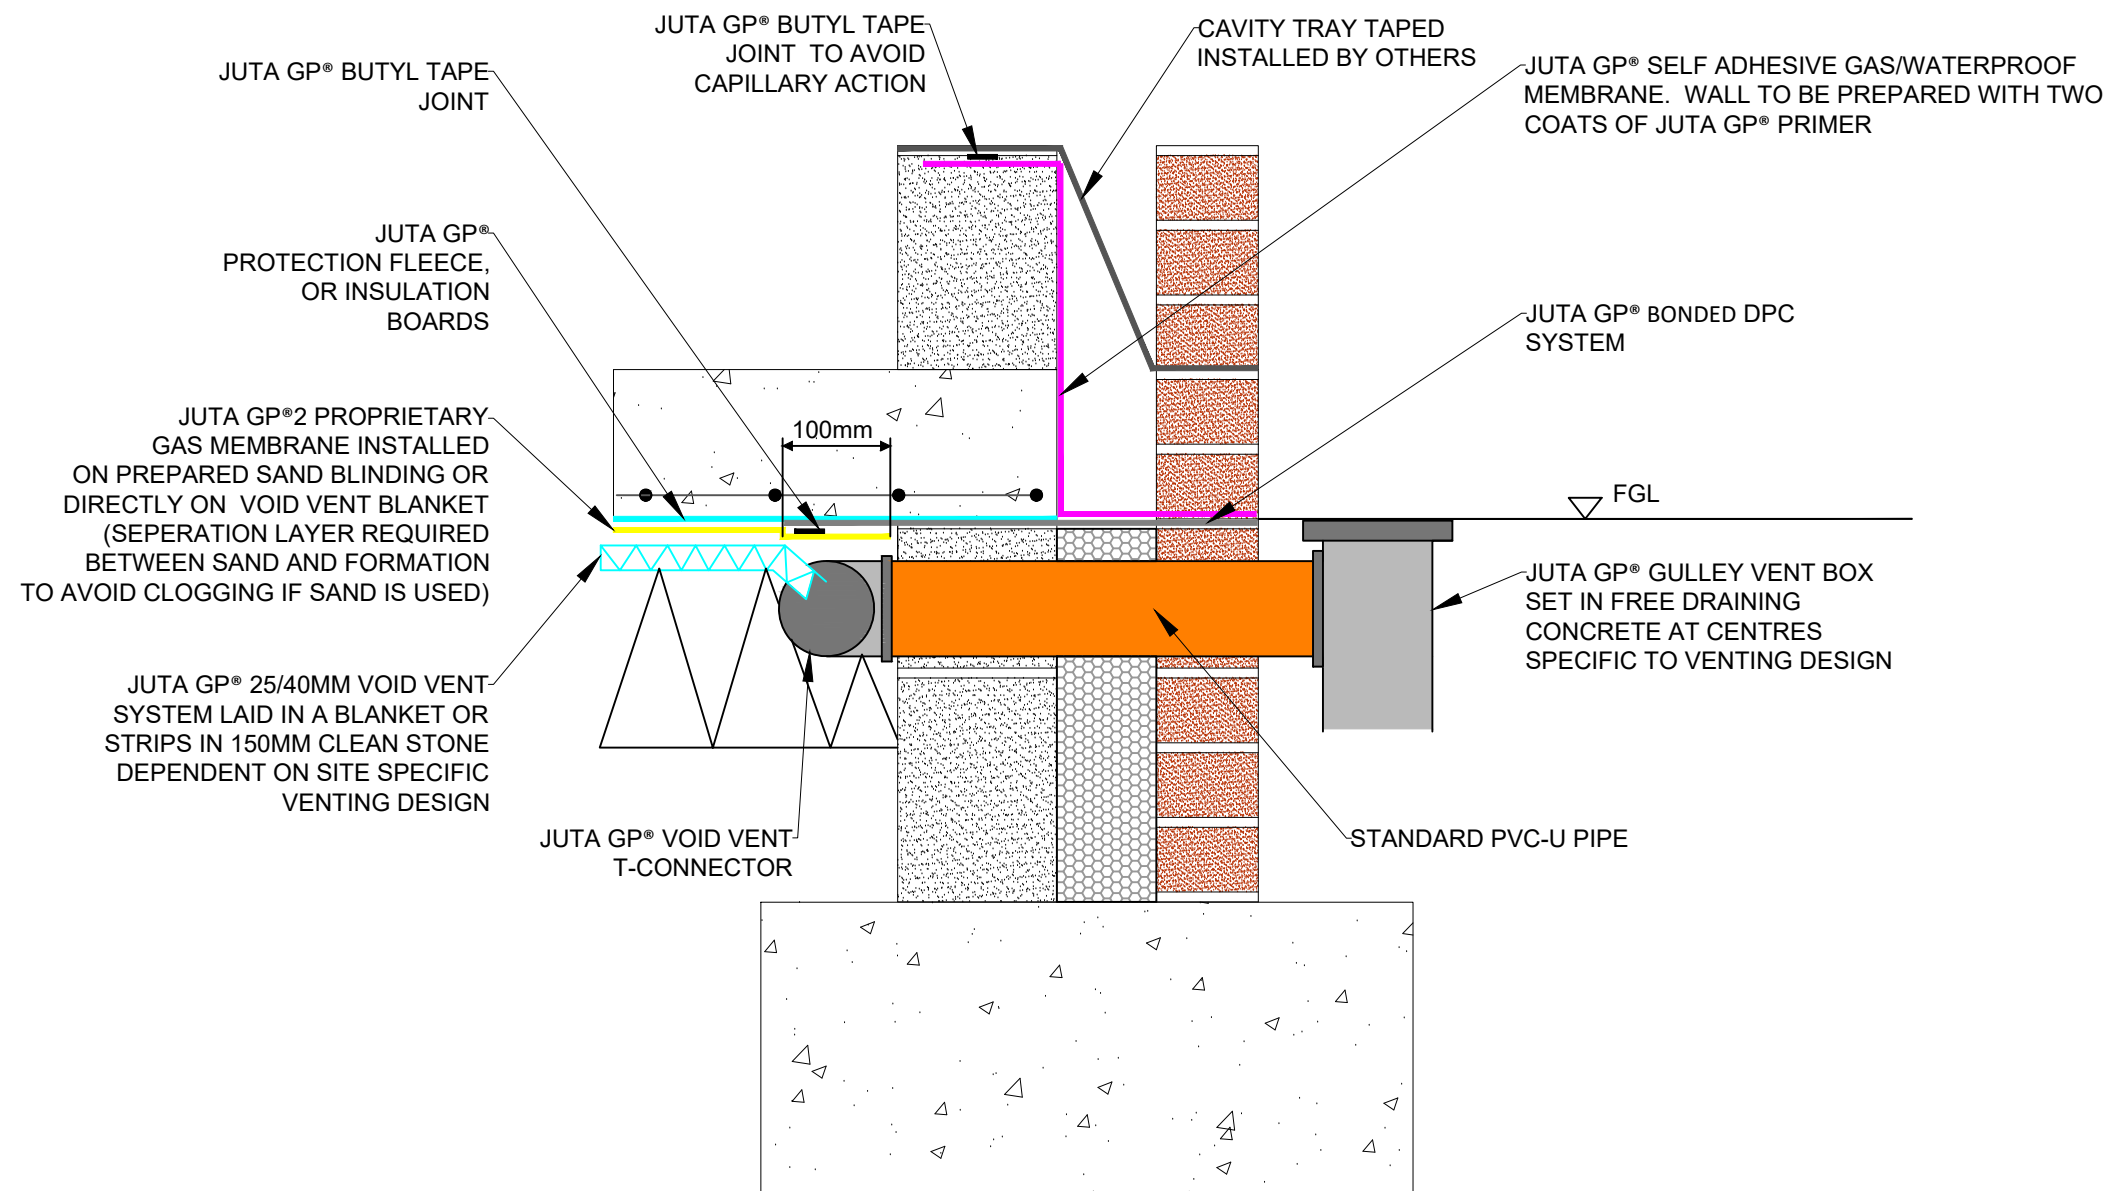 JUTA GP® BUTYL TAPE
JOINT TO AVOID
CAPILLARY ACTION
CAVITY TRAY TAPED
INSTALLED BY OTHERS
JUTA GP® BUTYL TAPE
JOINT
JUTA GP® SELF ADHESIVE GAS/WATERPROOF
MEMBRANE. WALL TO BE PREPARED WITH TWO
COATS OF JUTA GP® PRIMER
JUTA GP®
PROTECTION FLEECE,
OR INSULATION
BOARDS
JUTA GP® BONDED DPC
SYSTEM
JUTA GP®2 PROPRIETARY
GAS MEMBRANE INSTALLED
ON PREPARED SAND BLINDING OR
DIRECTLY ON VOID VENT BLANKET
(SEPERATION LAYER REQUIRED
BETWEEN SAND AND FORMATION
TO AVOID CLOGGING IF SAND IS USED)
100mm
FGL
JUTA GP® GULLEY VENT BOX
SET IN FREE DRAINING
CONCRETE AT CENTRES
SPECIFIC TO VENTING DESIGN
JUTA GP® 25/40MM VOID VENT
SYSTEM LAID IN A BLANKET OR
STRIPS IN 150MM CLEAN STONE
DEPENDENT ON SITE SPECIFIC
VENTING DESIGN
JUTA GP® VOID VENT
T-CONNECTOR
STANDARD PVC-U PIPE